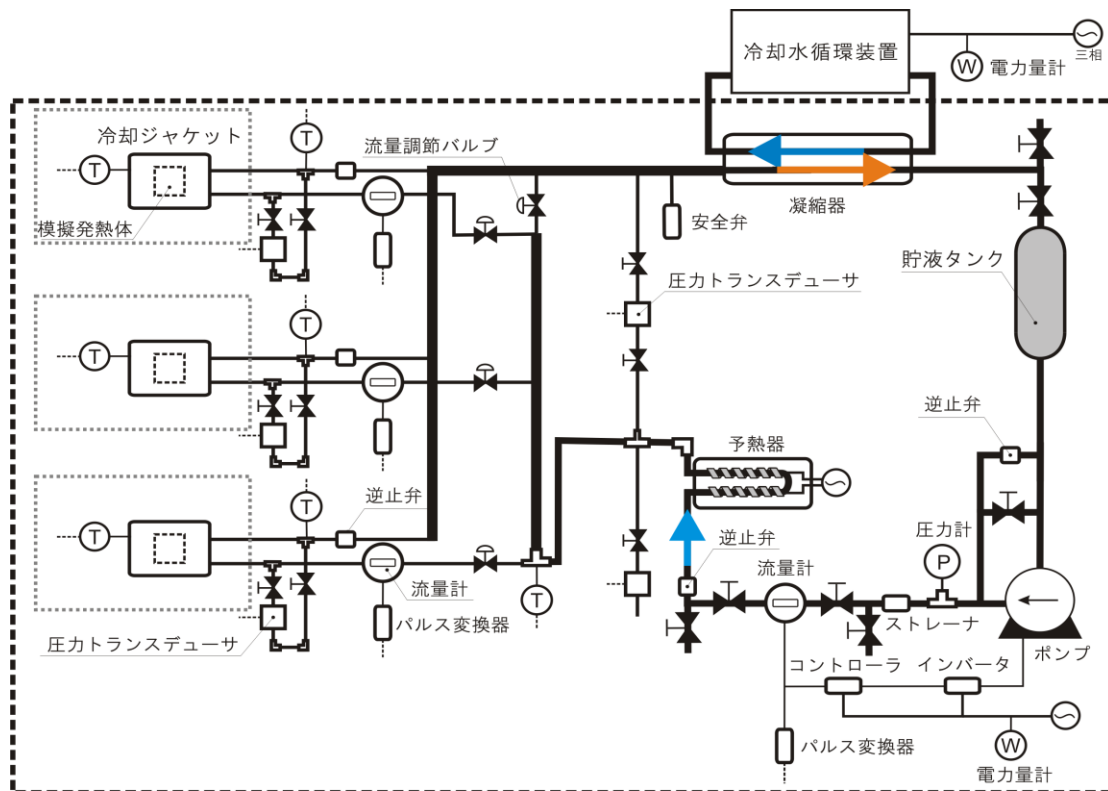 冷却水循環装置
W
電力量計
三相
冷却ジャケット
T
流量調節バルブ
T
模擬発熱体
凝縮器
安全弁
貯液タンク
圧力トランスデューサ
T
T
逆止弁
予熱器
T
逆止弁
T
逆止弁
圧力計
P
流量計
流量計
T
パルス変換器
ストレーナ
圧力トランスデューサ
ポンプ
コントローラ
インバータ
パルス変換器
W
電力量計